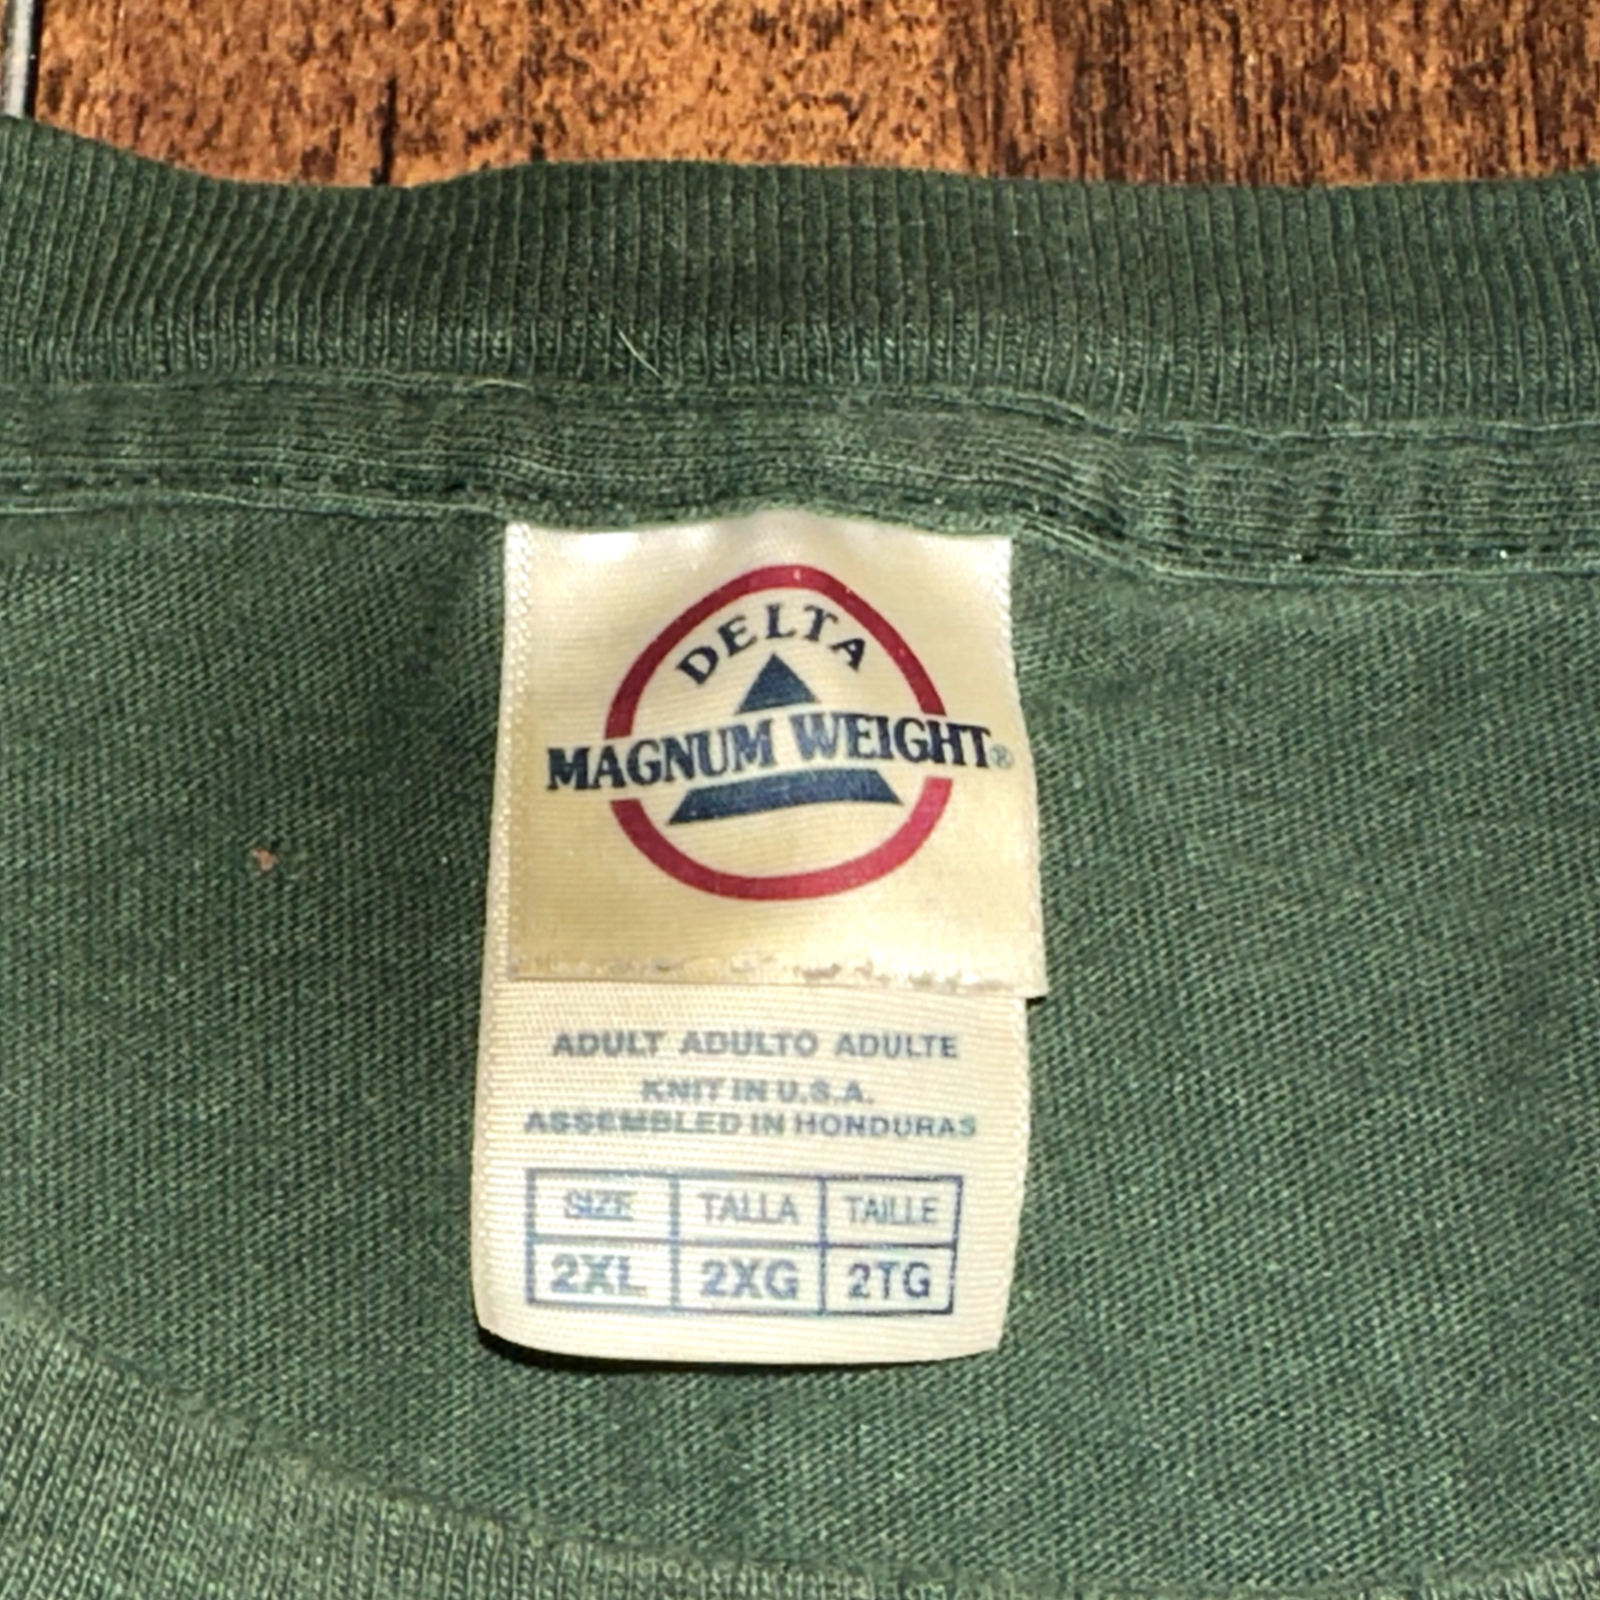 DELTA
MAGNUM WEIGHT®
ADULT ADULTO ADULTE
KNIT IN U.S.A.
ASSEMBLED IN HONDURAS
SIZE TALLA TAILLE
2XL 2XG 2TG